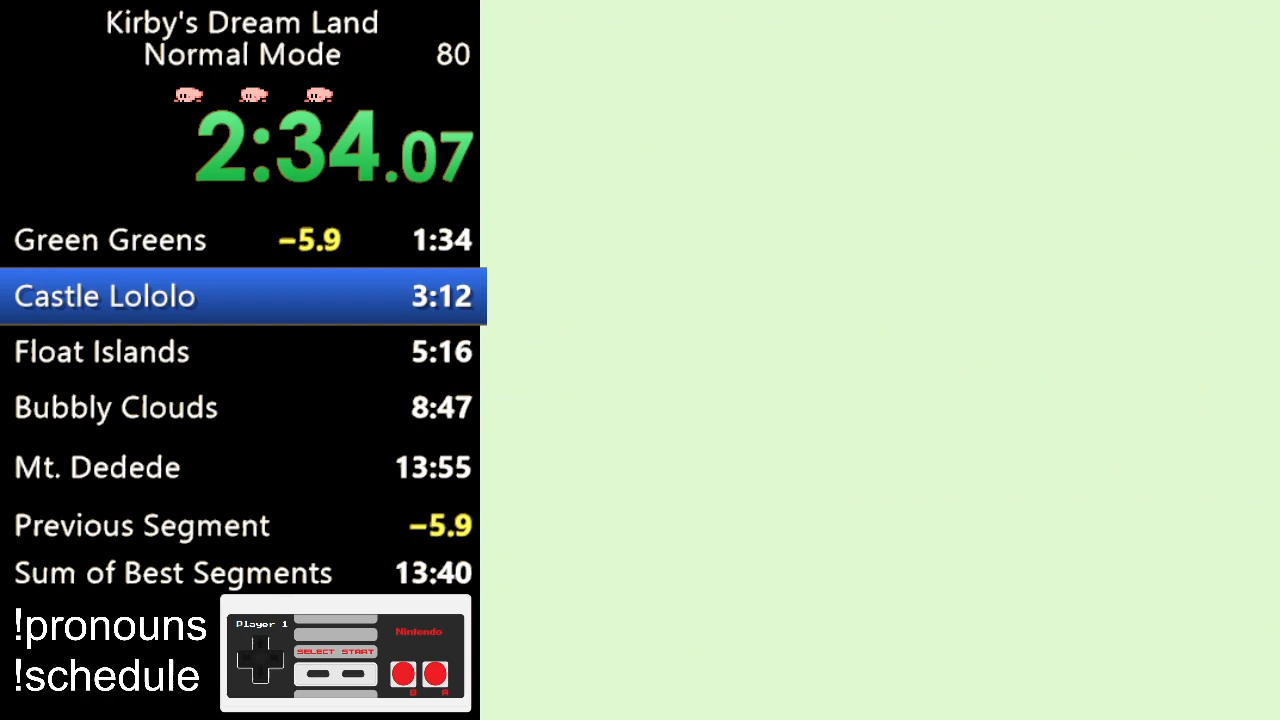 Kirby's Dream Land
Normal Mode 80
2:34.07
Green Greens −5.9 1:34
Castle Lololo 3:12
Float Islands 5:16
Bubbly Clouds 8:47
Mt. Dedede 13:55
Previous Segment −5.9
Sum of Best Segments 13:40
!pronouns
!schedule
Player 1
Nintendo
SELECT START
B A